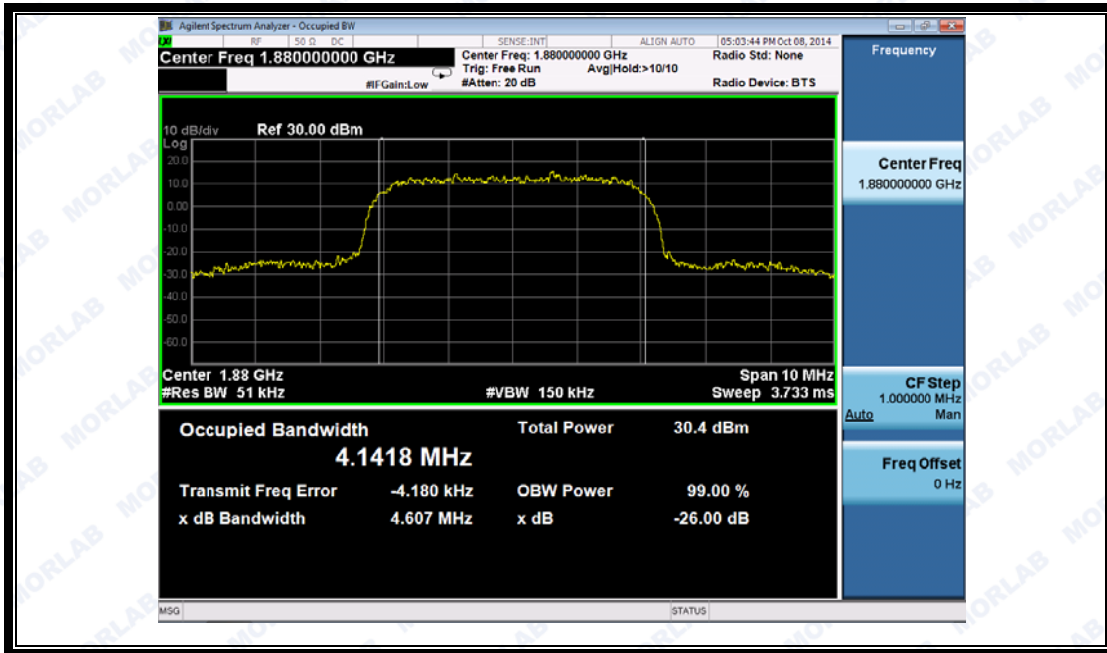 Agilent Spectrum Analyzer - Occupied BW
LXI RF 50 Ω DC SENSE:INT ALIGN AUTO 05:03:44 PM Oct 08, 2014
Center Freq 1.880000000 GHz
Center Freq: 1.880000000 GHz
Radio Std: None
Trig: Free Run Avg|Hold:>10/10
#IFGain:Low
#Atten: 20 dB
Radio Device: BTS
Frequency
10 dB/div Ref 30.00 dBm
Log
20.0
10.0
0.00
-10.0
-20.0
-30.0
-40.0
-50.0
-60.0
Center 1.88 GHz Span 10 MHz
#Res BW 51 kHz #VBW 150 kHz Sweep 3.733 ms
Occupied Bandwidth Total Power 30.4 dBm
4.1418 MHz
Transmit Freq Error -4.180 kHz OBW Power 99.00 %
x dB Bandwidth 4.607 MHz x dB -26.00 dB
Center Freq
1.880000000 GHz
CF Step
1.000000 MHz
Auto Man
Freq Offset
0 Hz
MSG STATUS
MORLAB